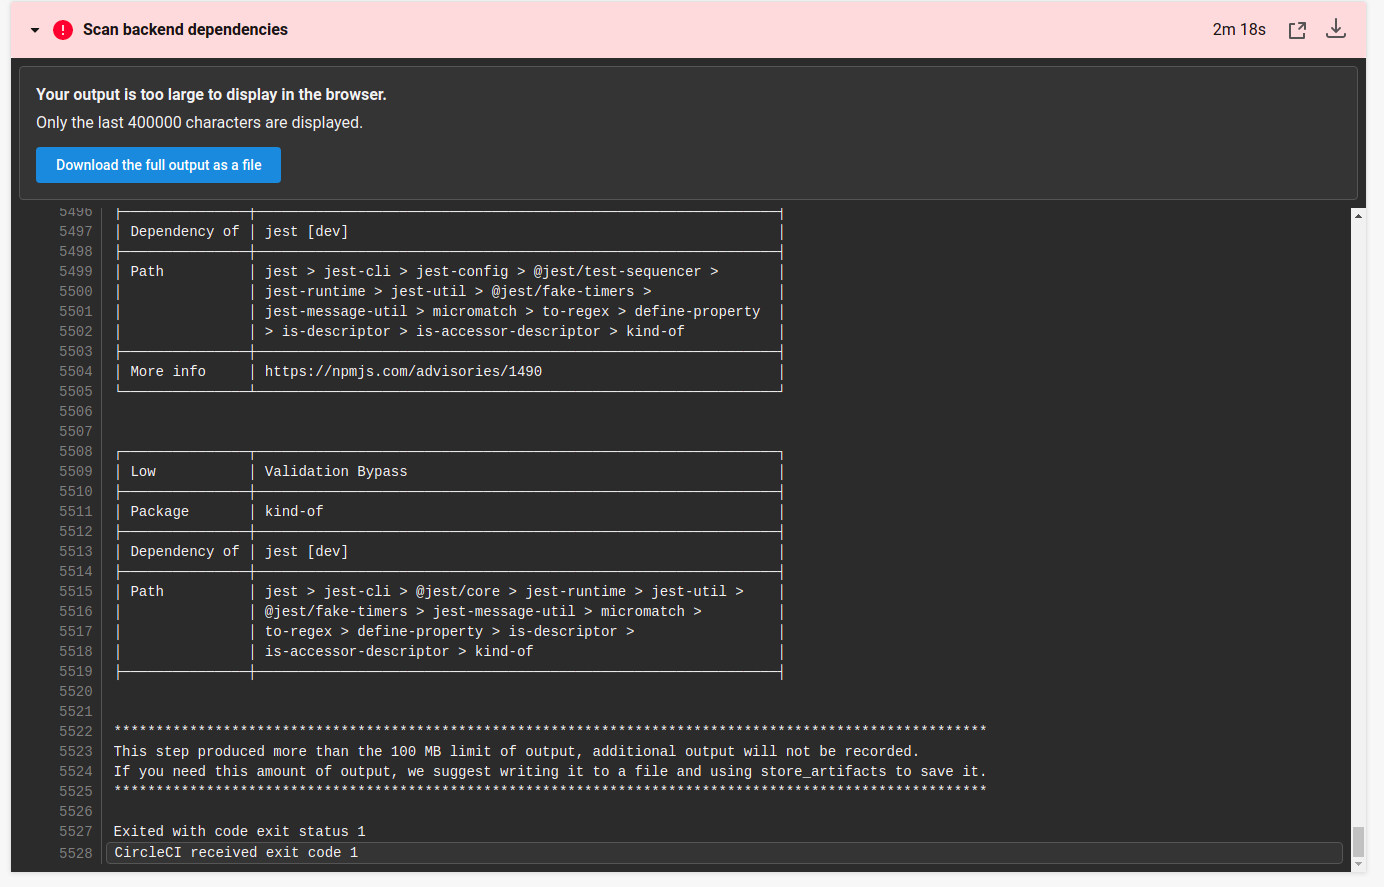 Scan backend dependencies 2m 18s
Your output is too large to display in the browser.
Only the last 400000 characters are displayed.
Download the full output as a file
5496
5497 | Dependency of | jest [dev] |
5498
5499 | Path | jest > jest-cli > jest-config > @jest/test-sequencer > |
5500 | | jest-runtime > jest-util > @jest/fake-timers > |
5501 | | jest-message-util > micromatch > to-regex > define-property |
5502 | | > is-descriptor > is-accessor-descriptor > kind-of |
5503
5504 | More info | https://npmjs.com/advisories/1490 |
5505
5506
5507
5508
5509 | Low | Validation Bypass |
5510
5511 | Package | kind-of |
5512
5513 | Dependency of | jest [dev] |
5514
5515 | Path | jest > jest-cli > @jest/core > jest-runtime > jest-util > |
5516 | | @jest/fake-timers > jest-message-util > micromatch > |
5517 | | to-regex > define-property > is-descriptor > |
5518 | | is-accessor-descriptor > kind-of |
5519
5520
5521
5522 ********************************************************************************************************
5523 This step produced more than the 100 MB limit of output, additional output will not be recorded.
5524 If you need this amount of output, we suggest writing it to a file and using store_artifacts to save it.
5525 ********************************************************************************************************
5526
5527 Exited with code exit status 1
5528 CircleCI received exit code 1